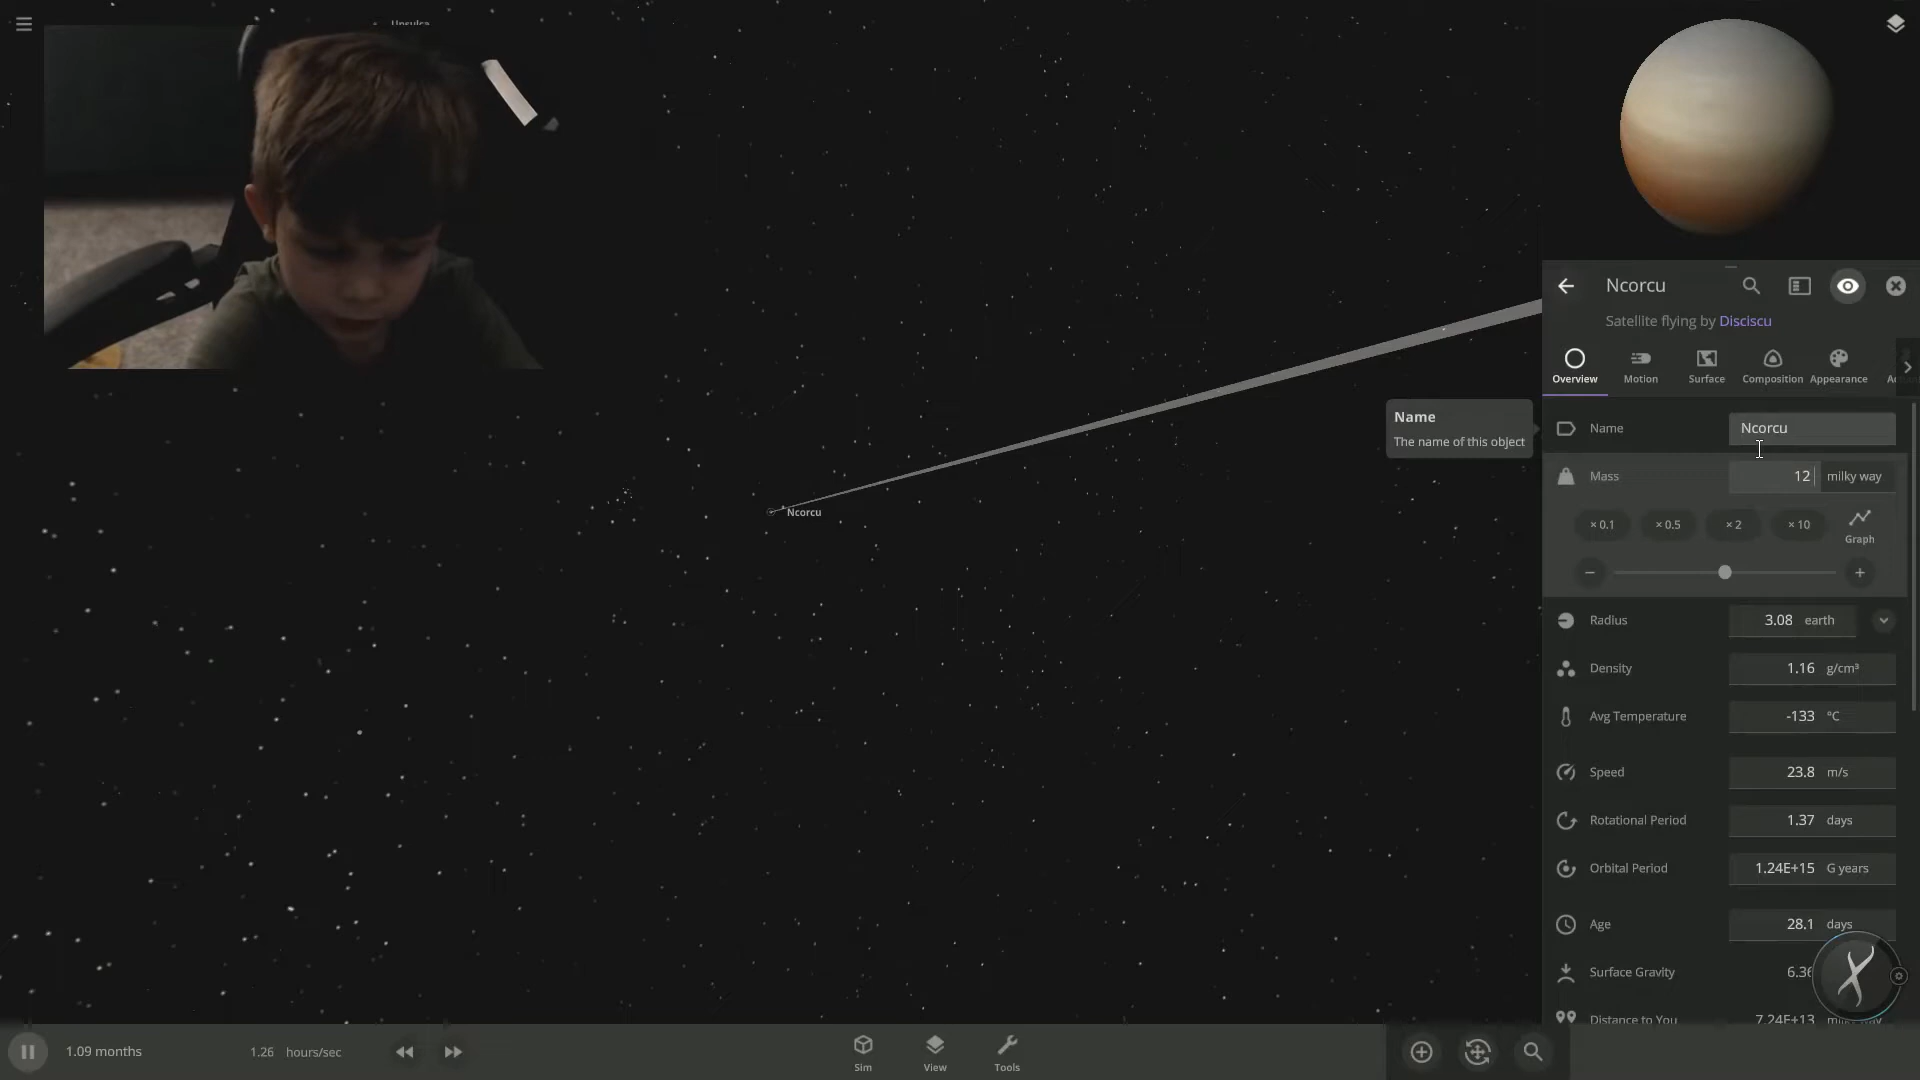 Ncorcu
Satellite flying by Disciscu
Overview
Motion
Surface
Composition
Appearance
Name
The name of this object
Name
Ncorcu
Mass
12
milky way
× 0.1
× 0.5
× 2
× 10
Graph
Ncorcu
Radius
3.08 earth
Density
1.16 g/cm³
Avg Temperature
-133 °C
Speed
23.8 m/s
Rotational Period
1.37 days
Orbital Period
1.24E+15 G years
Age
28.1 days
Surface Gravity
Distance to You
7.24E+13
1.09 months
1.26 hours/sec
Sim
View
Tools